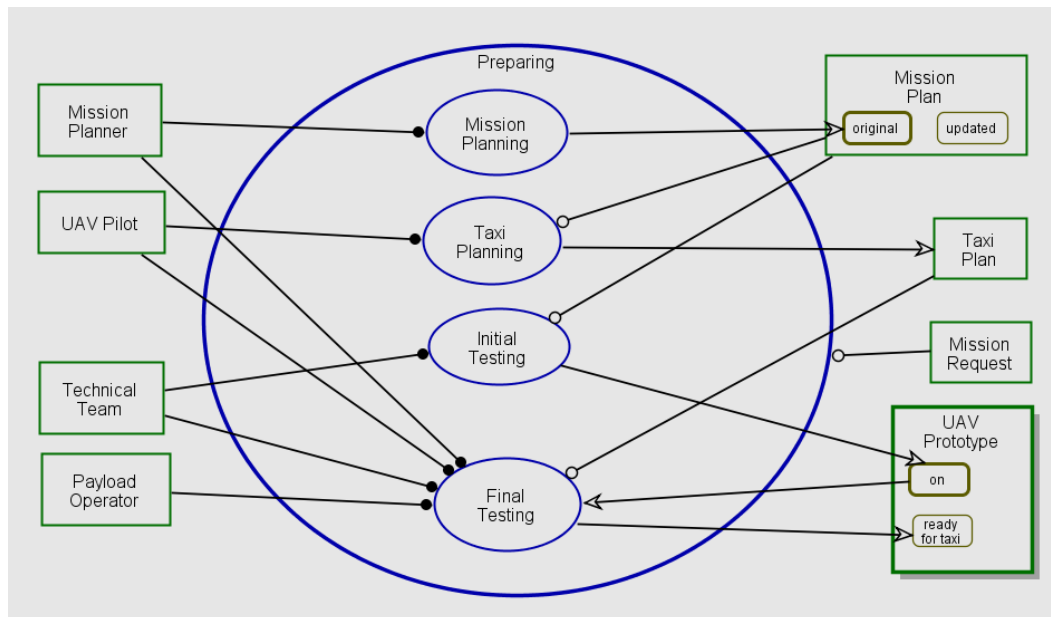 Preparing
Mission
Planner
UAV Pilot
Technical
Team
Payload
Operator
Mission
Planning
Taxi
Planning
Initial
Testing
Final
Testing
Mission
Plan
original
updated
Taxi
Plan
Mission
Request
UAV
Prototype
on
ready
for taxi